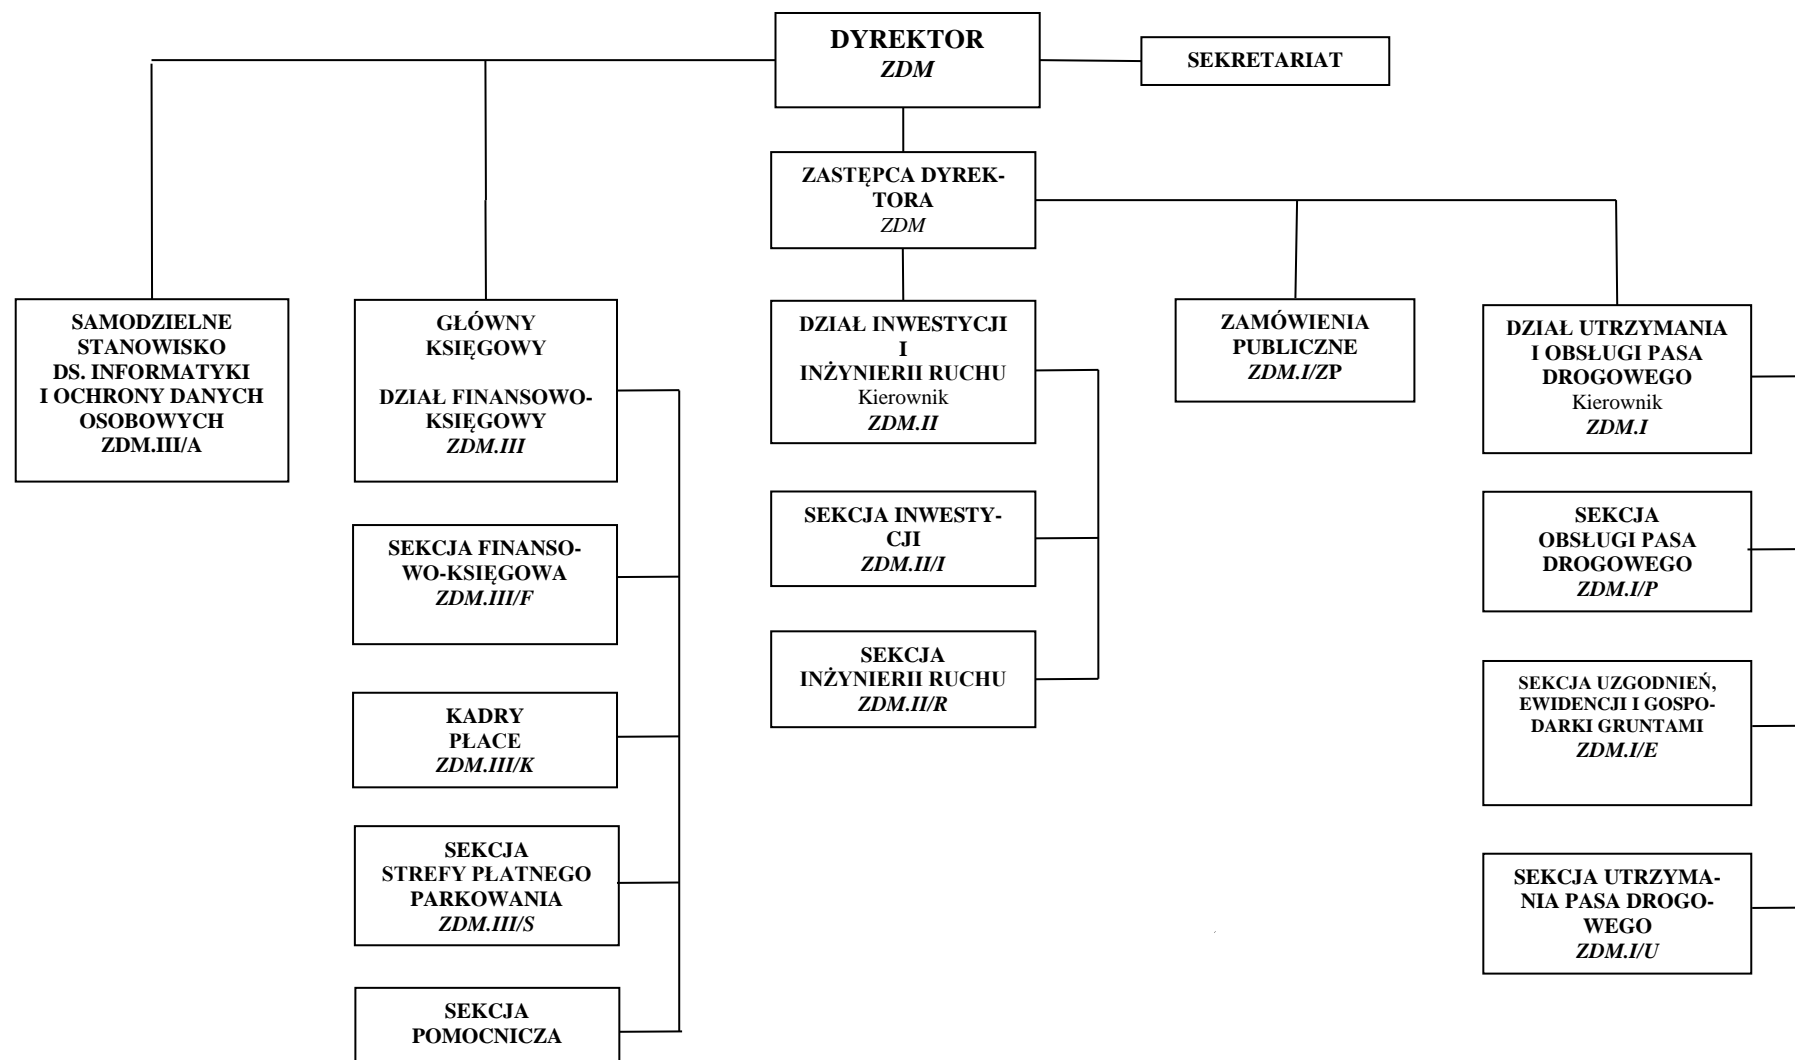 DYREKTOR
ZDM
SEKRETARIAT
ZASTĘPCA DYREK-
TORA
ZDM
SAMODZIELNE
STANOWISKO
DS. INFORMATYKI
I OCHRONY DANYCH
OSOBOWYCH
ZDM.III/A
GŁÓWNY
KSIĘGOWY
DZIAŁ FINANSOWO-
KSIĘGOWY
ZDM.III
DZIAŁ INWESTYCJI
I
INŻYNIERII RUCHU
Kierownik
ZDM.II
ZAMÓWIENIA
PUBLICZNE
ZDM.I/ZP
DZIAŁ UTRZYMANIA
I OBSŁUGI PASA
DROGOWEGO
Kierownik
ZDM.I
SEKCJA FINANSO-
WO-KSIĘGOWA
ZDM.III/F
SEKCJA INWESTY-
CJI
ZDM.II/I
SEKCJA
OBSŁUGI PASA
DROGOWEGO
ZDM.I/P
KADRY
PŁACE
ZDM.III/K
SEKCJA
INŻYNIERII RUCHU
ZDM.II/R
SEKCJA UZGODNIEŃ,
EWIDENCJI I GOSPO-
DARKI GRUNTAMI
ZDM.I/E
SEKCJA
STREFY PŁATNEGO
PARKOWANIA
ZDM.III/S
SEKCJA UTRZYMA-
NIA PASA DROGO-
WEGO
ZDM.I/U
SEKCJA
POMOCNICZA